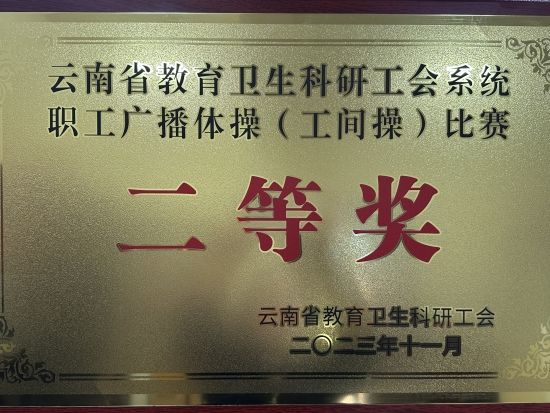 云南省教育卫生科研工会系统
职工广播体操（工间操）比赛
二等奖
云南省教育卫生科研工会
二〇二三年十一月